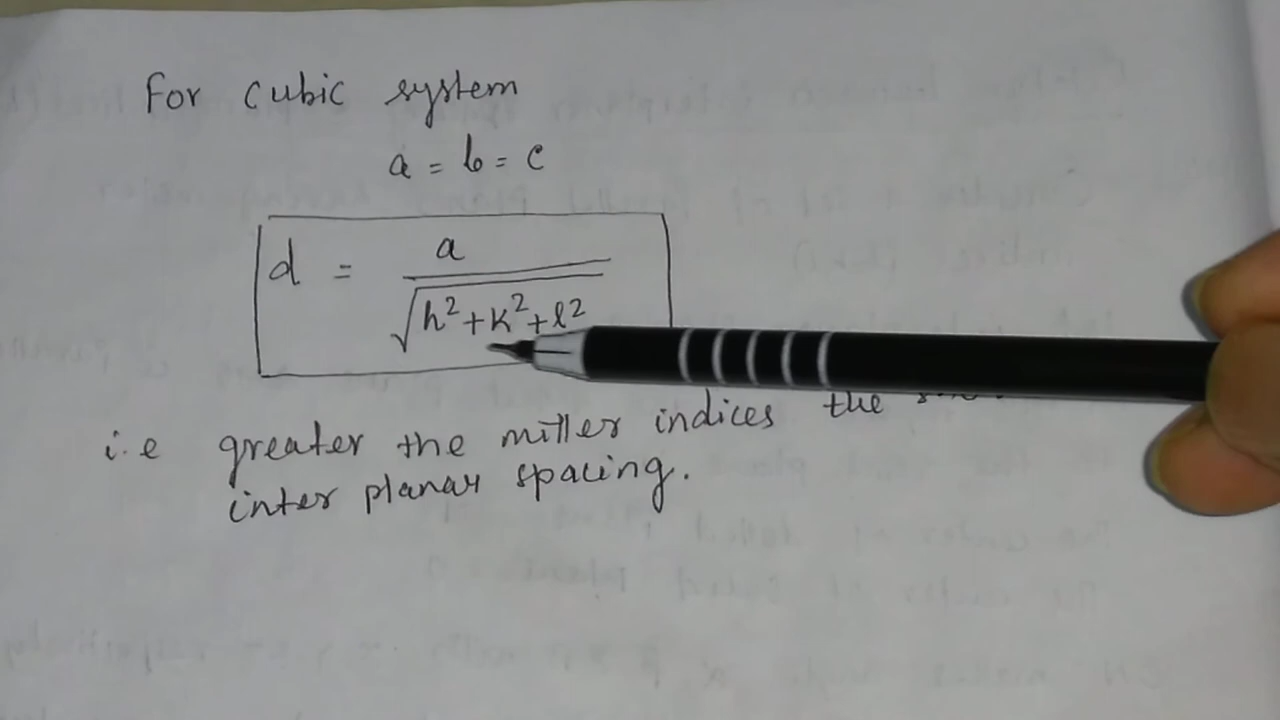 For cubic system
a = b = c
d = a / √h²+k²+l²
i.e greater the miller indices the
inter planar spacing.